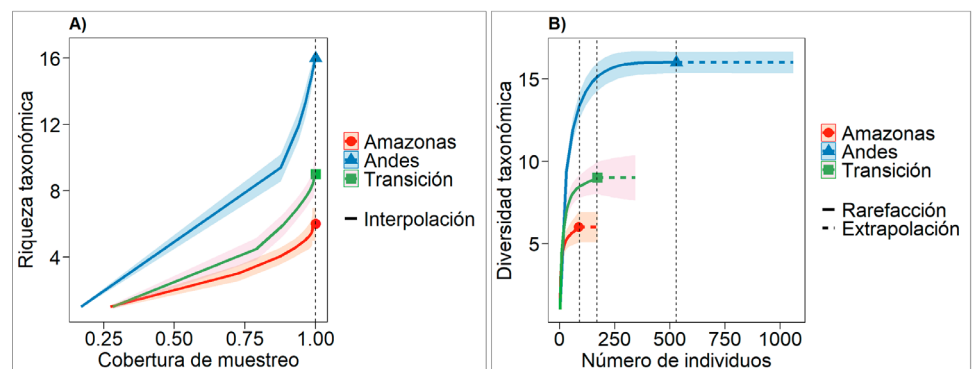 A)
Riqueza taxonómica
16
12
8
4
0.25 0.50 0.75 1.00
Cobertura de muestreo
Amazonas
Andes
Transición
Interpolación
B)
Diversidad taxonómica
15
10
5
0 250 500 750 1000
Número de individuos
Amazonas
Andes
Transición
Rarefacción
Extrapolación